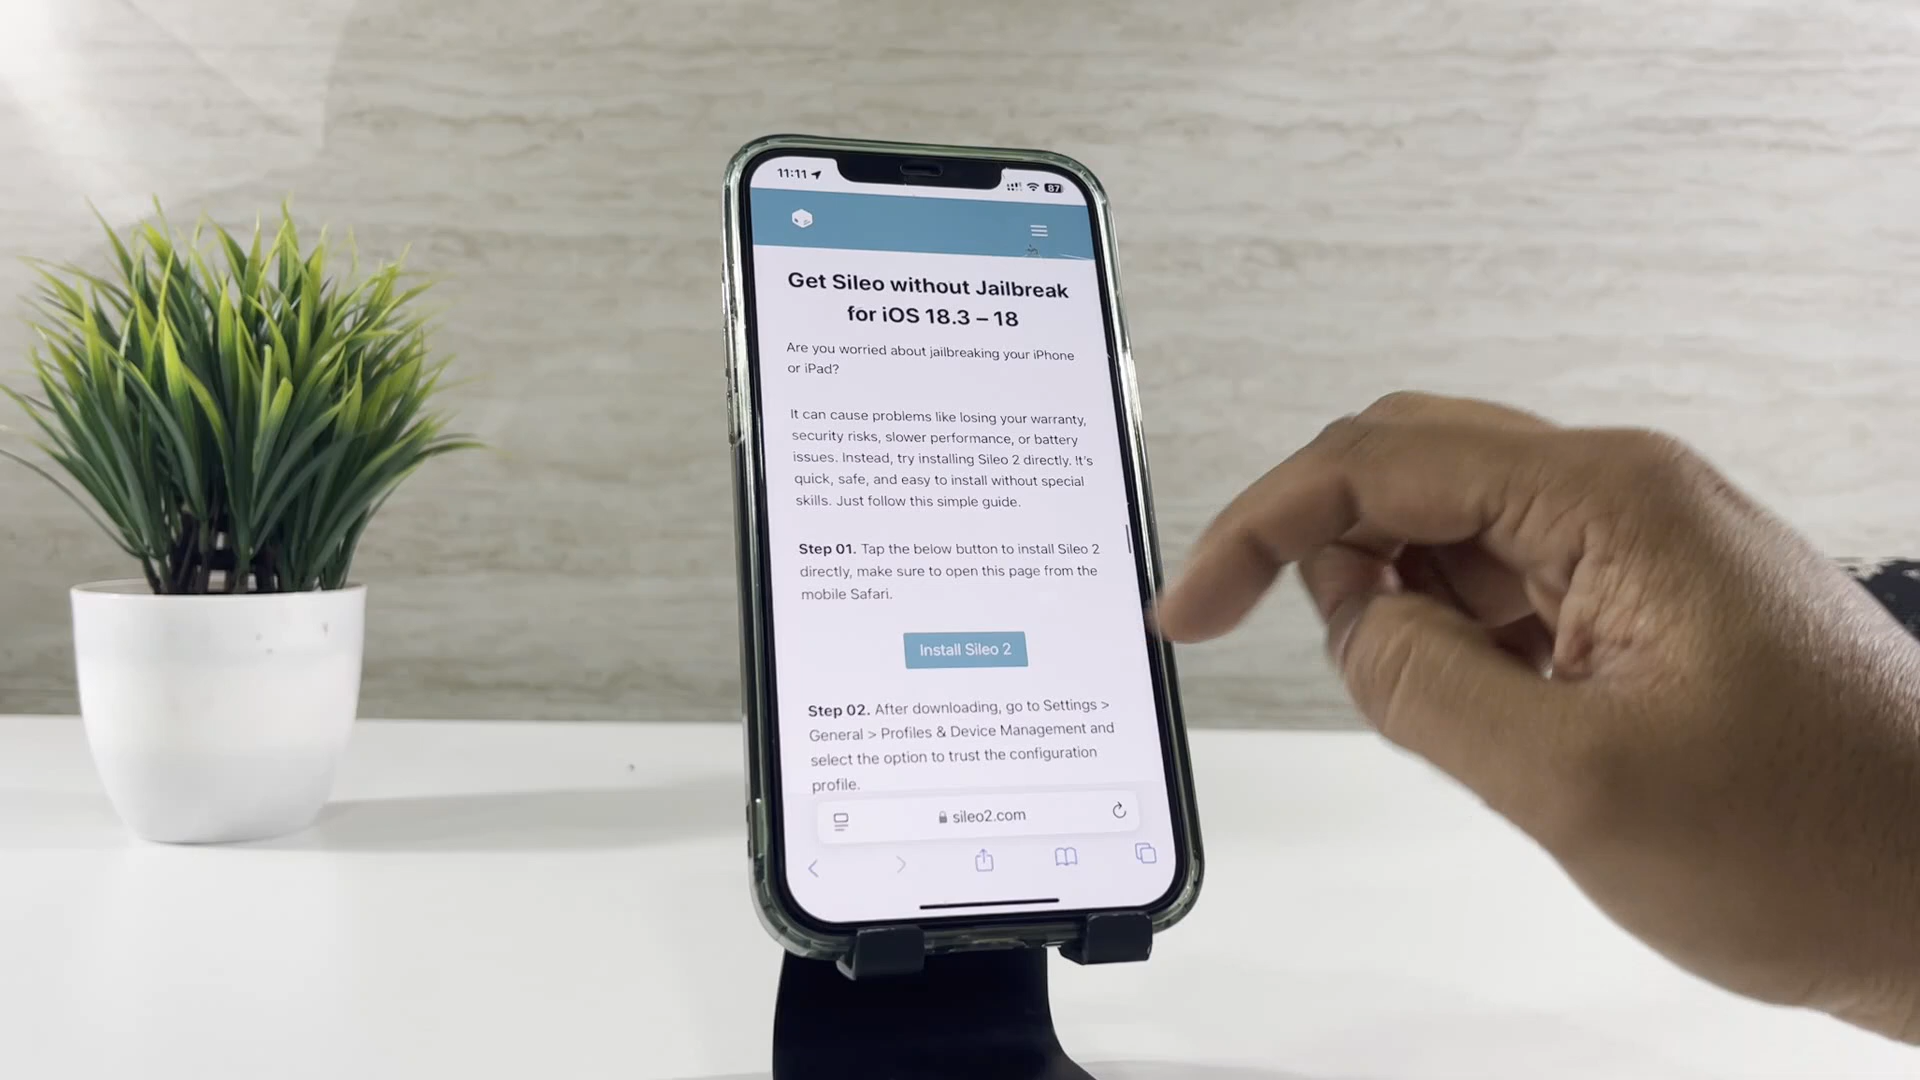 11:11
87
Get Sileo without Jailbreak
for iOS 18.3 – 18
Are you worried about jailbreaking your iPhone
or iPad?
It can cause problems like losing your warranty,
security risks, slower performance, or battery
issues. Instead, try installing Sileo 2 directly. It's
quick, safe, and easy to install without special
skills. Just follow this simple guide.
Step 01. Tap the below button to install Sileo 2
directly, make sure to open this page from the
mobile Safari.
Install Sileo 2
Step 02. After downloading, go to Settings >
General > Profiles & Device Management and
select the option to trust the configuration
profile.
sileo2.com